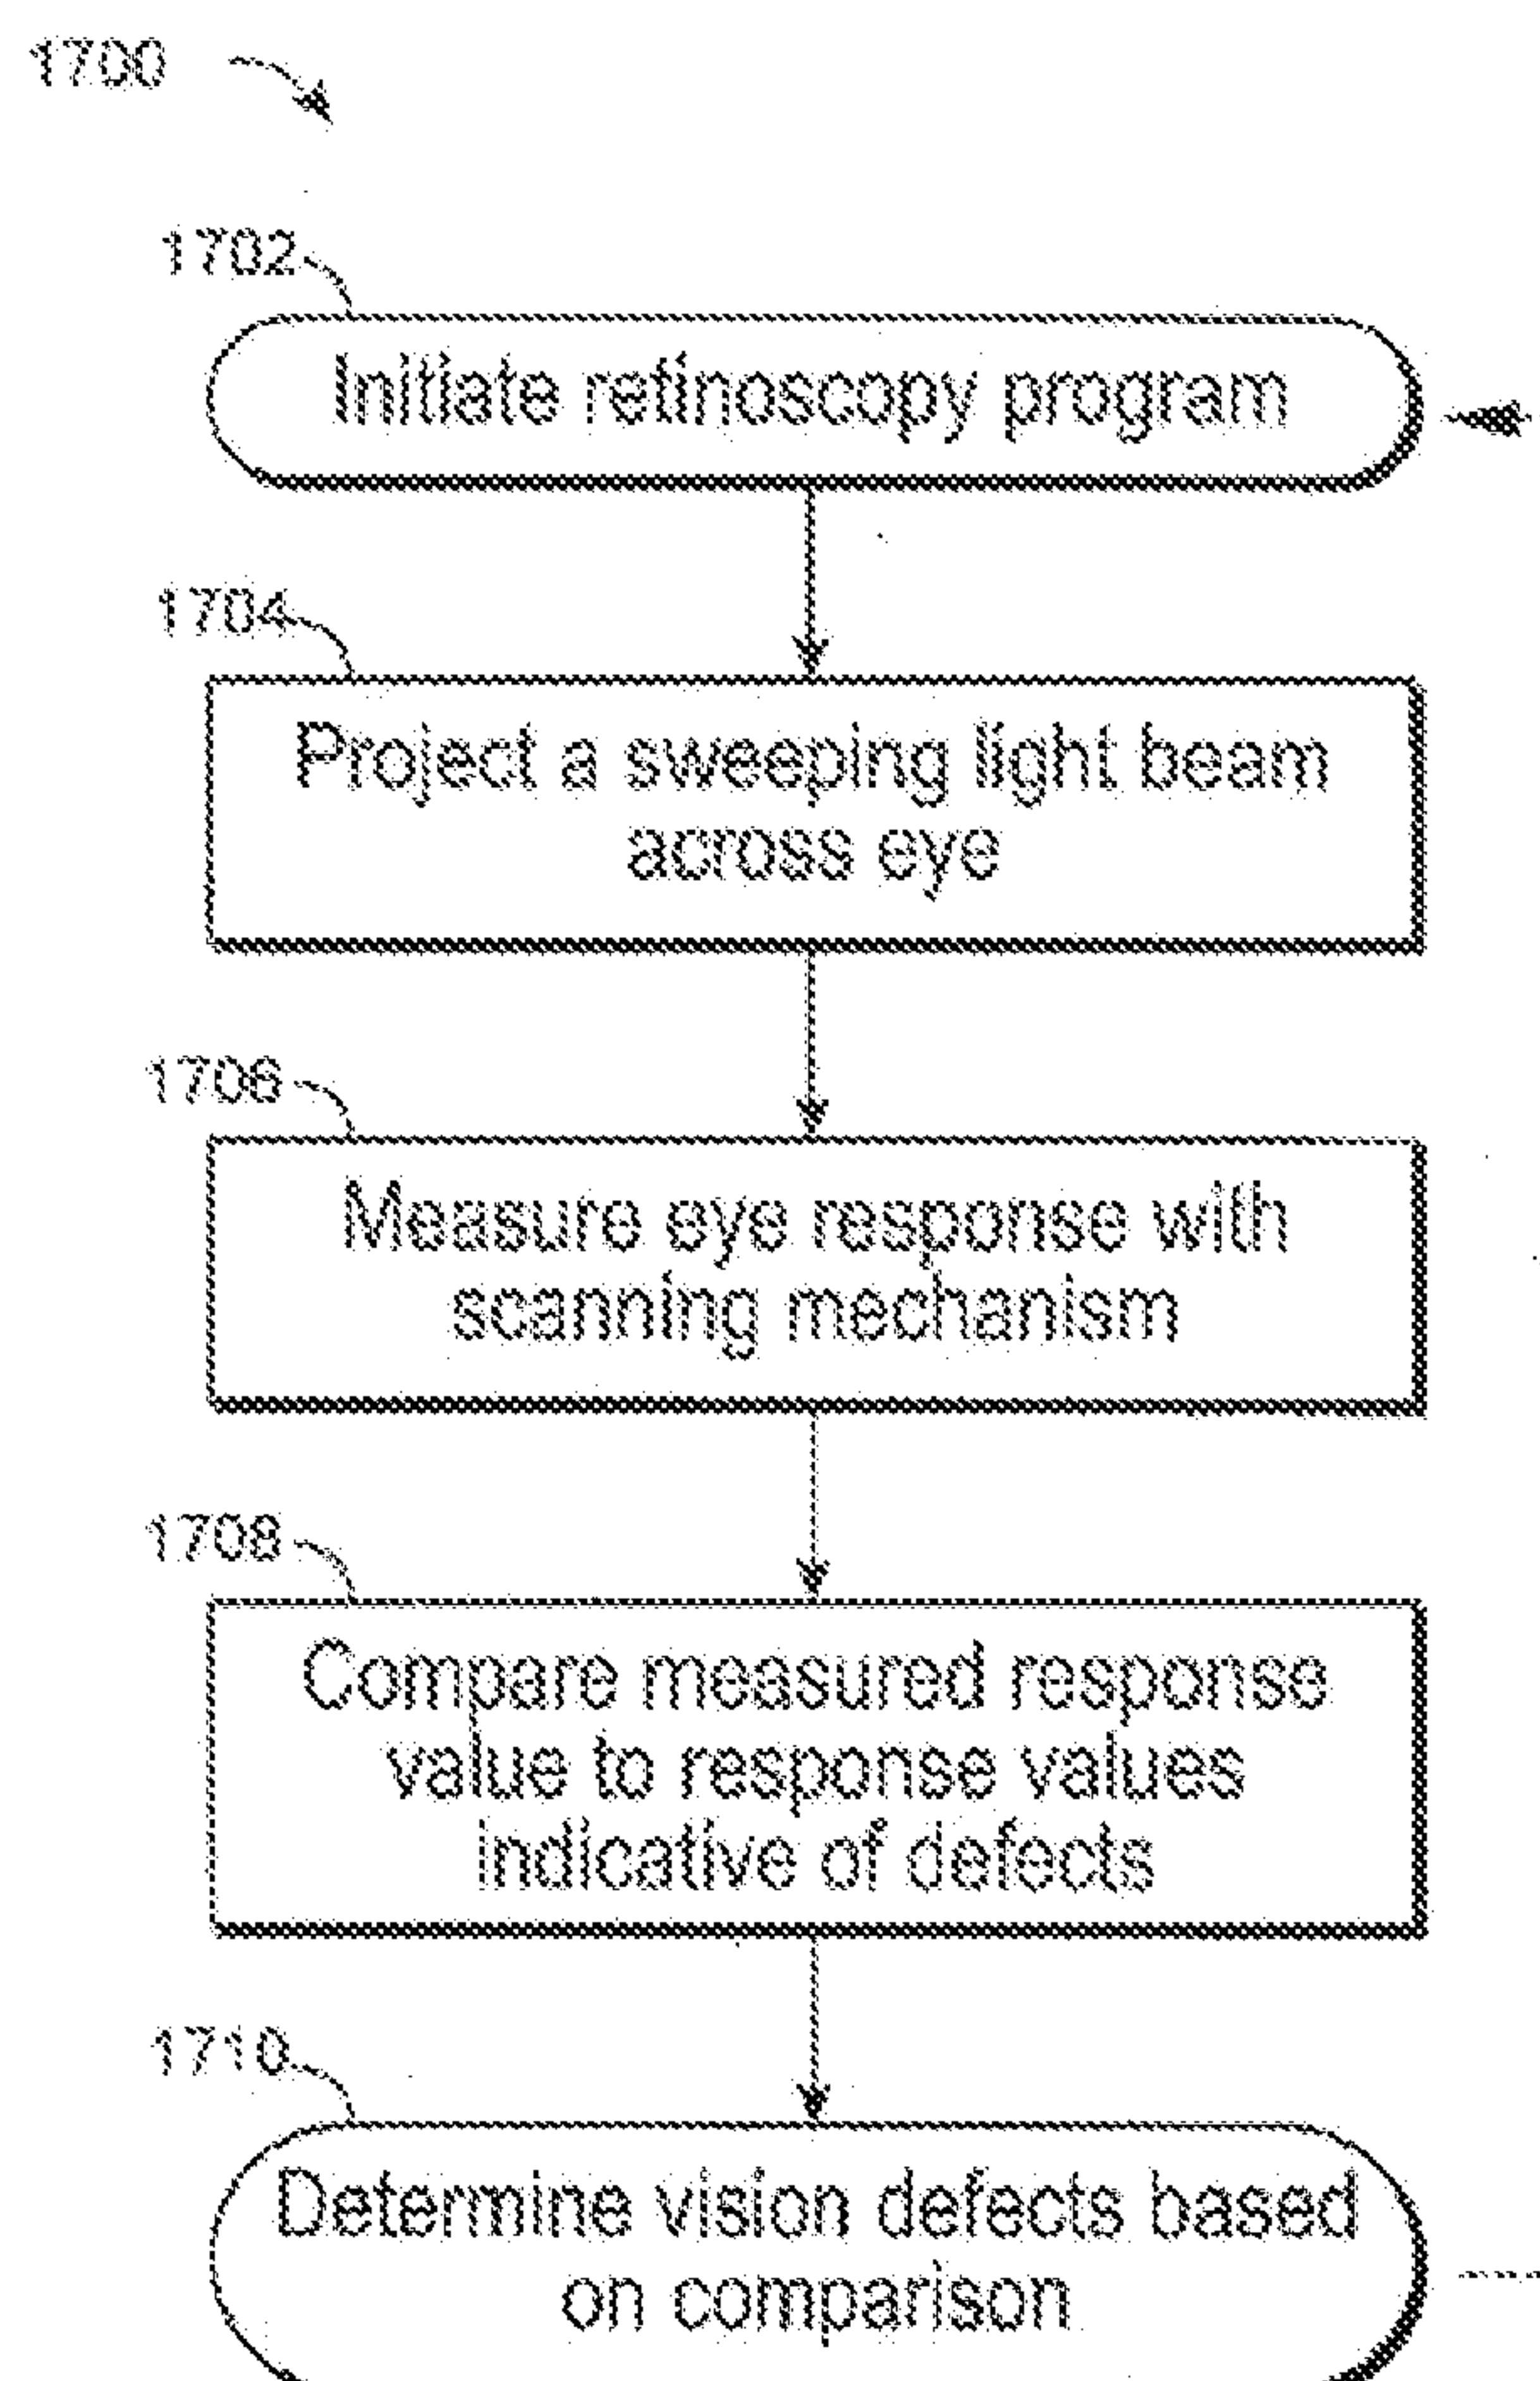 1700
1702
Initiate retinoscopy program
1704
Project a sweeping light beam
across eye
1706
Measure eye response with
scanning mechanism
1708
Compare measured response
value to response values
indicative of defects
1710
Determine vision defects based
on comparison